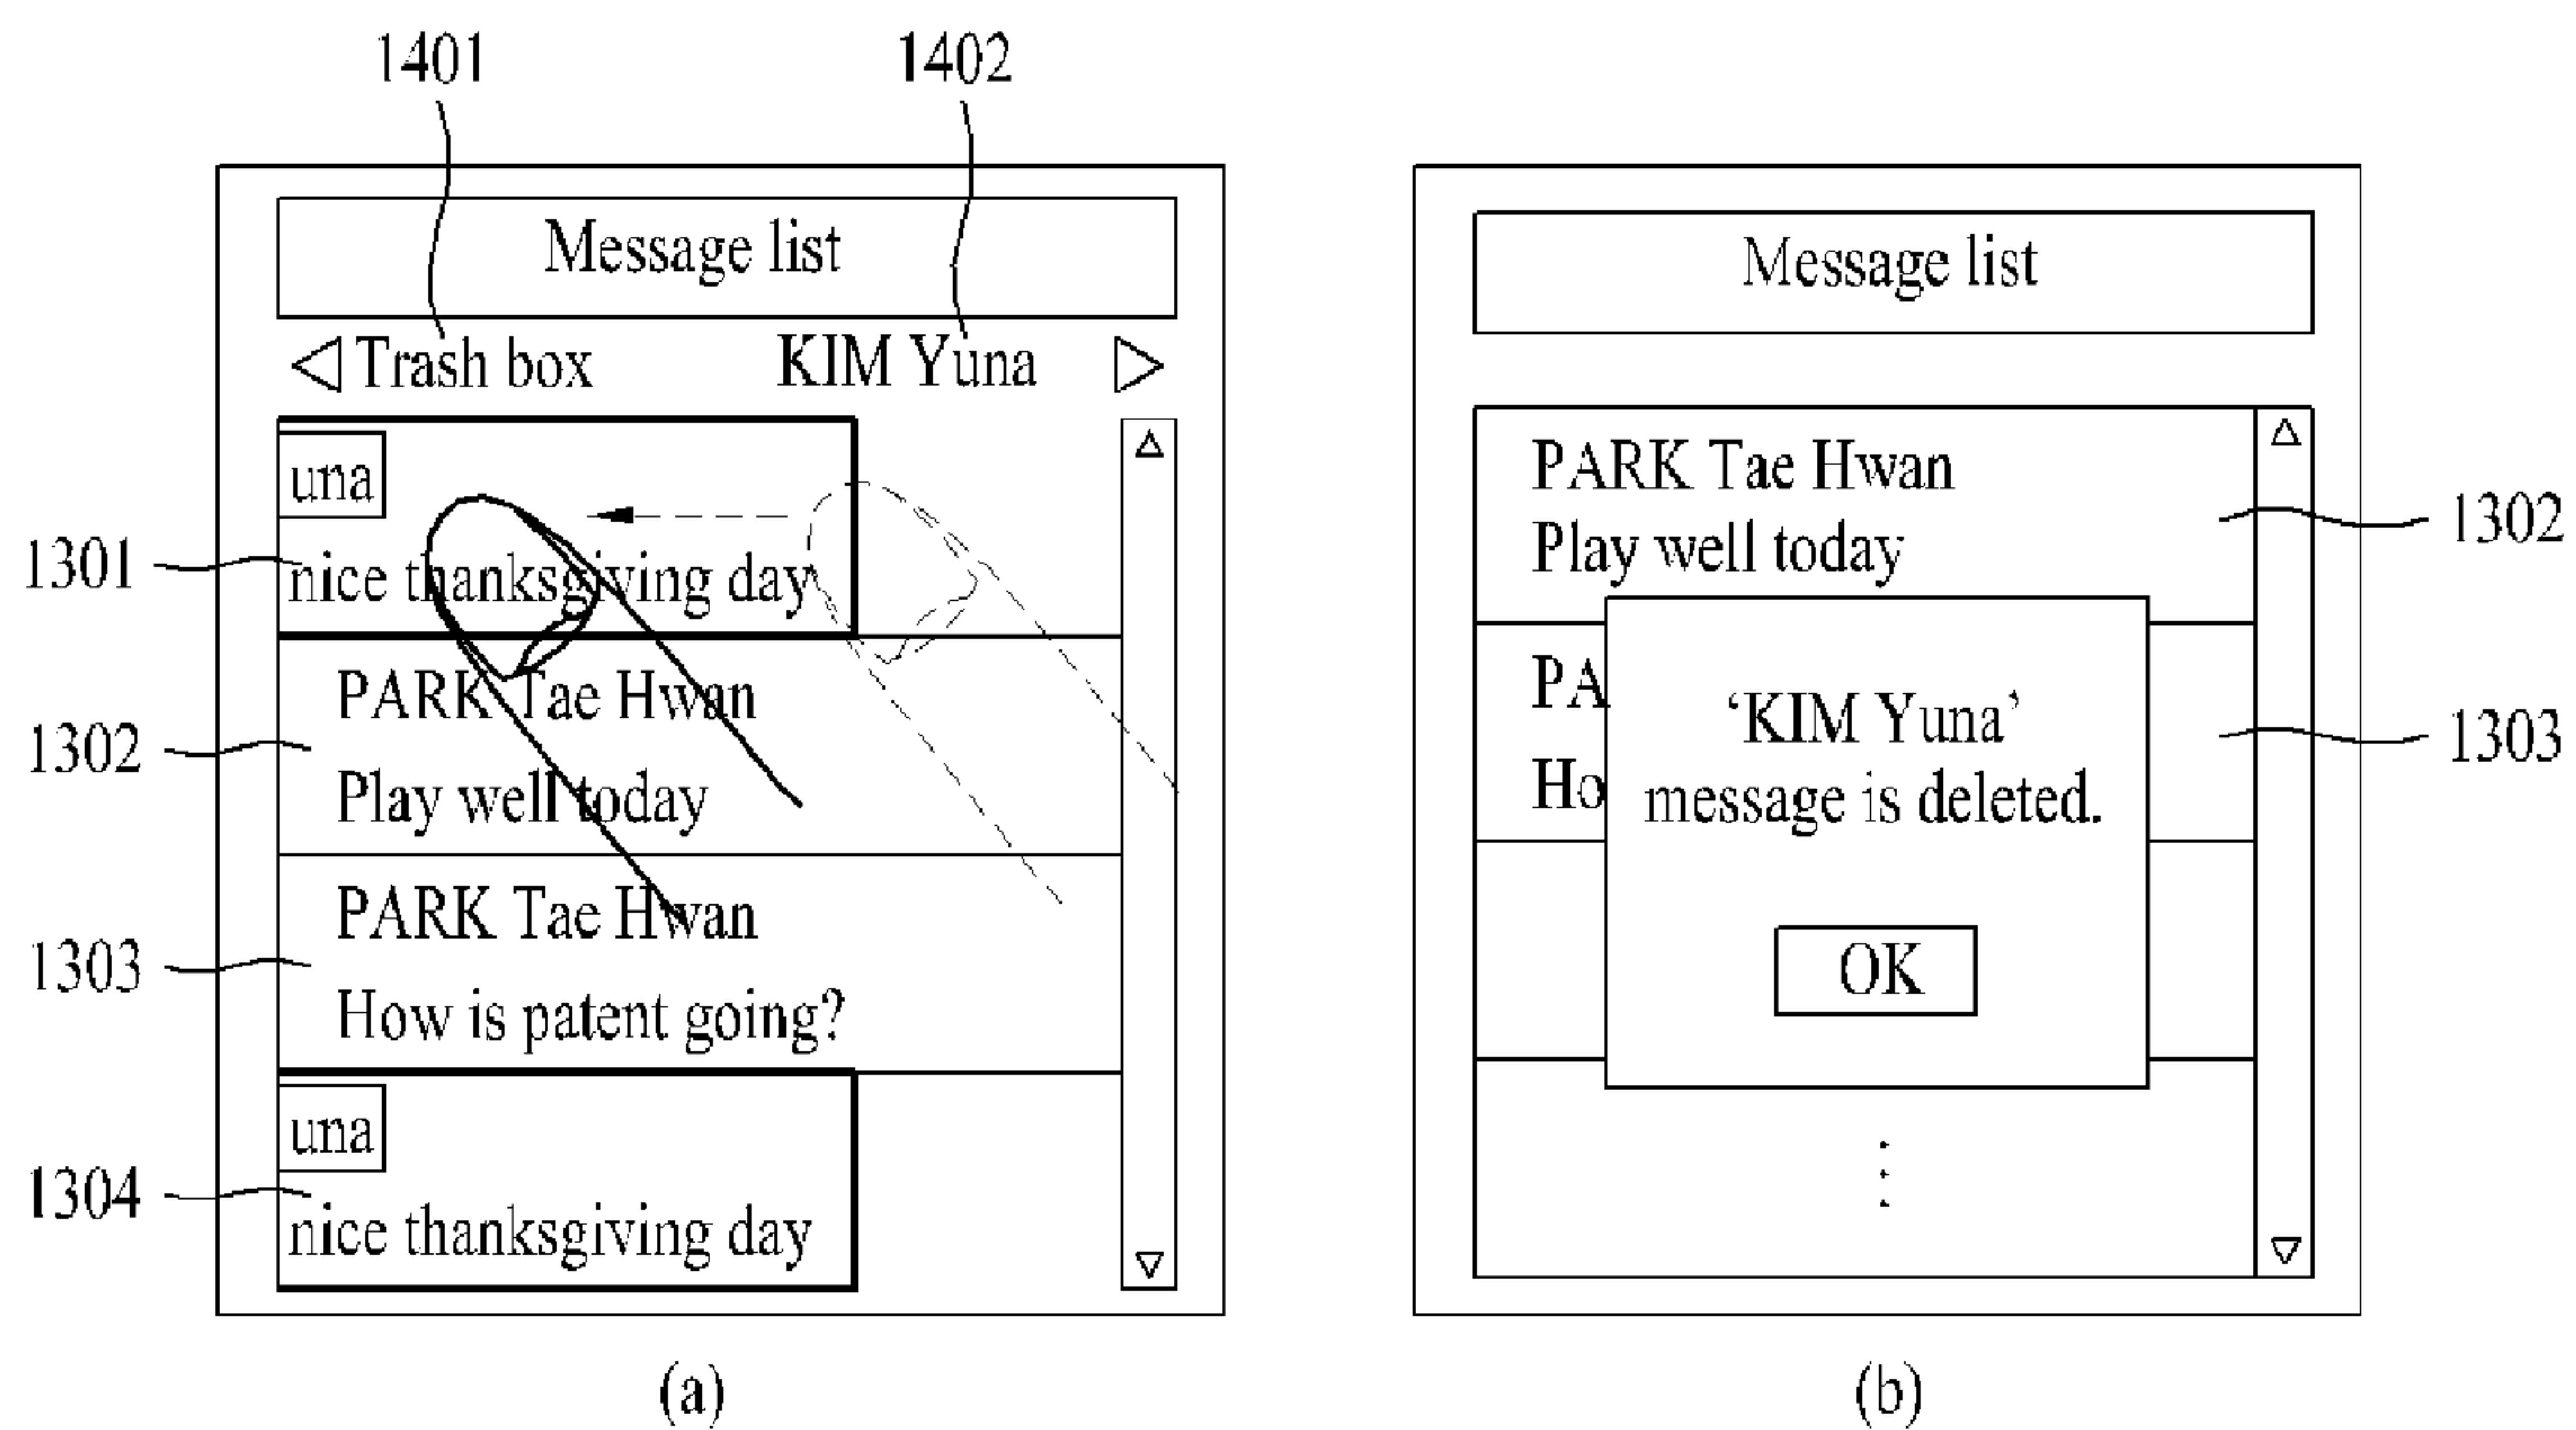 1401
1402
Message list
Trash box
KIM Yuna
una
1301
nice thanksgiving day
PARK Tae Hwan
1302
Play well today
PARK Tae Hwan
1303
How is patent going?
una
1304
nice thanksgiving day
(a)
Message list
PARK Tae Hwan
1302
Play well today
PA
1303
Ho
‘KIM Yuna’
message is deleted.
OK
(b)